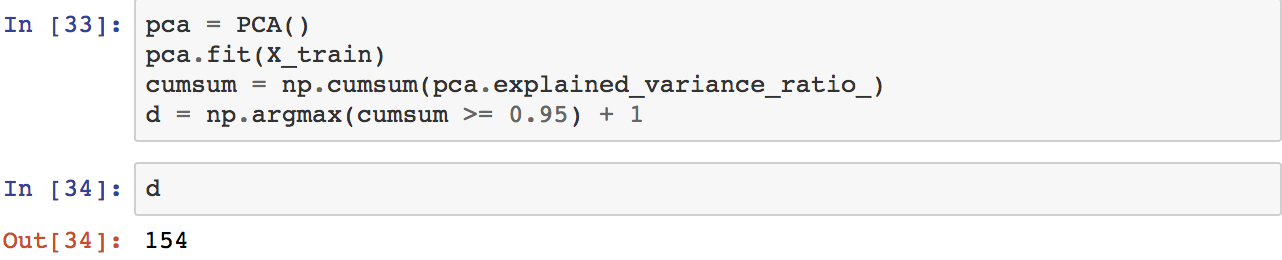 In [33]: pca = PCA()
pca.fit(X_train)
cumsum = np.cumsum(pca.explained_variance_ratio_)
d = np.argmax(cumsum >= 0.95) + 1
In [34]: d
Out[34]: 154